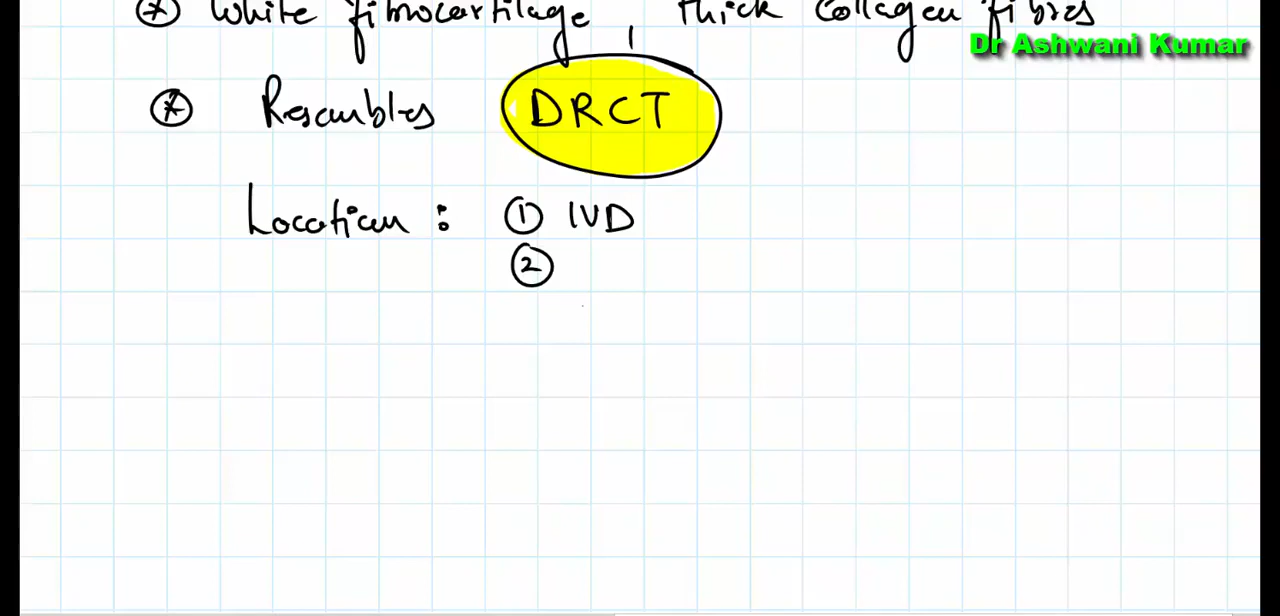 * White fibrocartilage, thick collagen fibres
Dr Ashwani Kumar
* Resembles DRCT
Location : 1 IVD
2